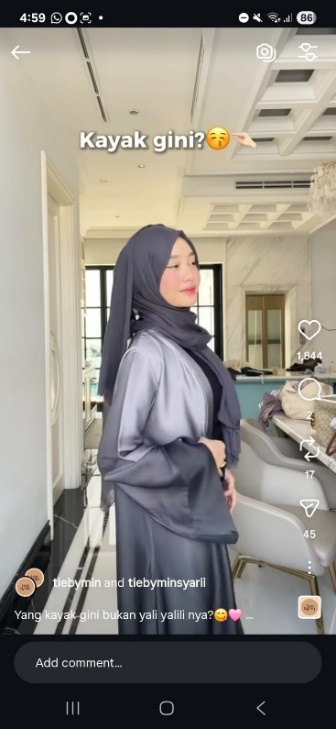 4:59
86
Kayak gini?😚👈🏻
1,844
2
17
45
tiebymin and tiebyminsyarii
Yang kayak gini bukan yali yalili nya?😋💗 ...
Add comment...